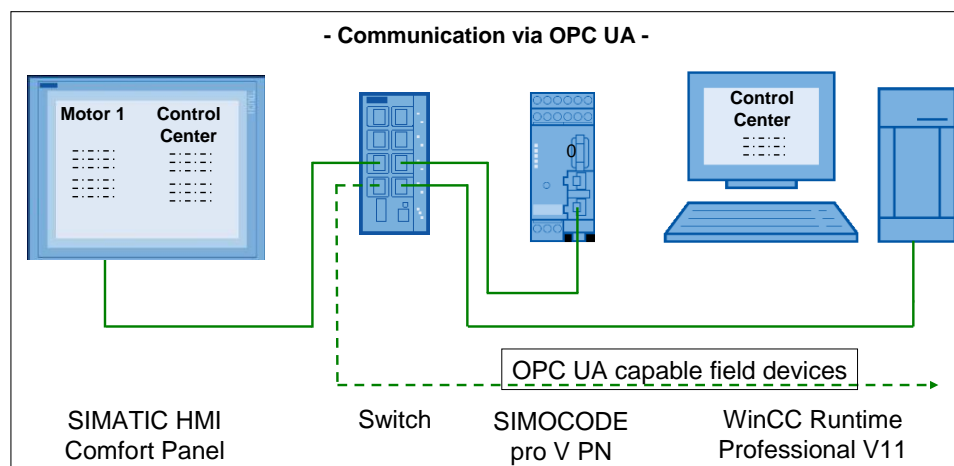 - Communication via OPC UA -
Motor 1
Control
Center
0
Control
Center
OPC UA capable field devices
SIMATIC HMI
Comfort Panel
Switch
SIMOCODE
pro V PN
WinCC Runtime
Professional V11